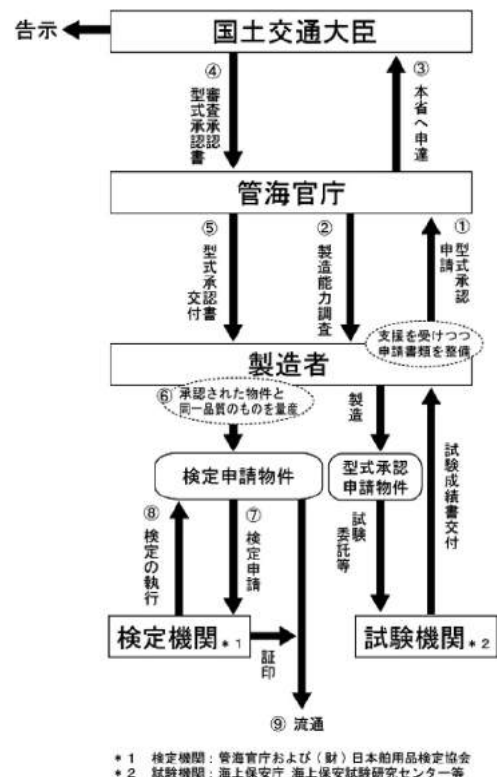 告示
国土交通大臣
④
審査承認
型式承認書
③
本省へ申達
管海官庁
⑤
型式承認書
交付
②
製造能力調査
①
型式承認
申請
支援を受けつつ
申請書類を整備
製造者
⑥ 承認された物件と
同一品質のものを量産
製造
検定申請物件
型式承認
申請物件
⑧
検定の執行
⑦
検定申請
試験
委託等
試験成績書交付
検定機関*1
証印
試験機関*2
⑨ 流通
*1 検定機関:管海官庁および(財)日本舶用品検定協会
*2 試験機関:海上保安庁 海上保安試験研究センター等